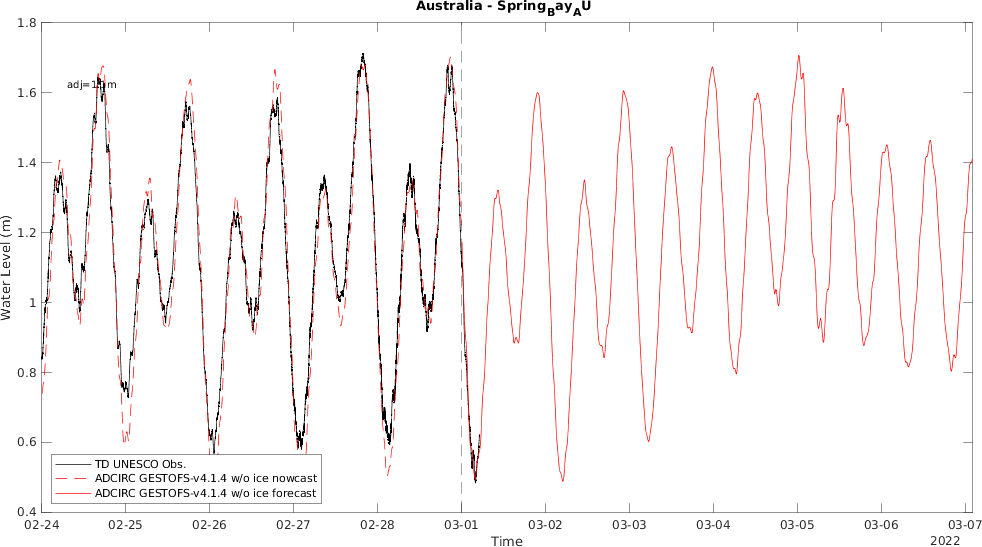 Australia - Spring_Bay_AU
1.8
1.6
1.4
1.2
1
0.8
0.6
0.4
Water Level (m)
TD UNESCO Obs.
ADCIRC GESTOFS-v4.1.4 w/o ice nowcast
ADCIRC GESTOFS-v4.1.4 w/o ice forecast
02-24 02-25 02-26 02-27 02-28 03-01 03-02 03-03 03-04 03-05 03-06 03-07
Time
2022